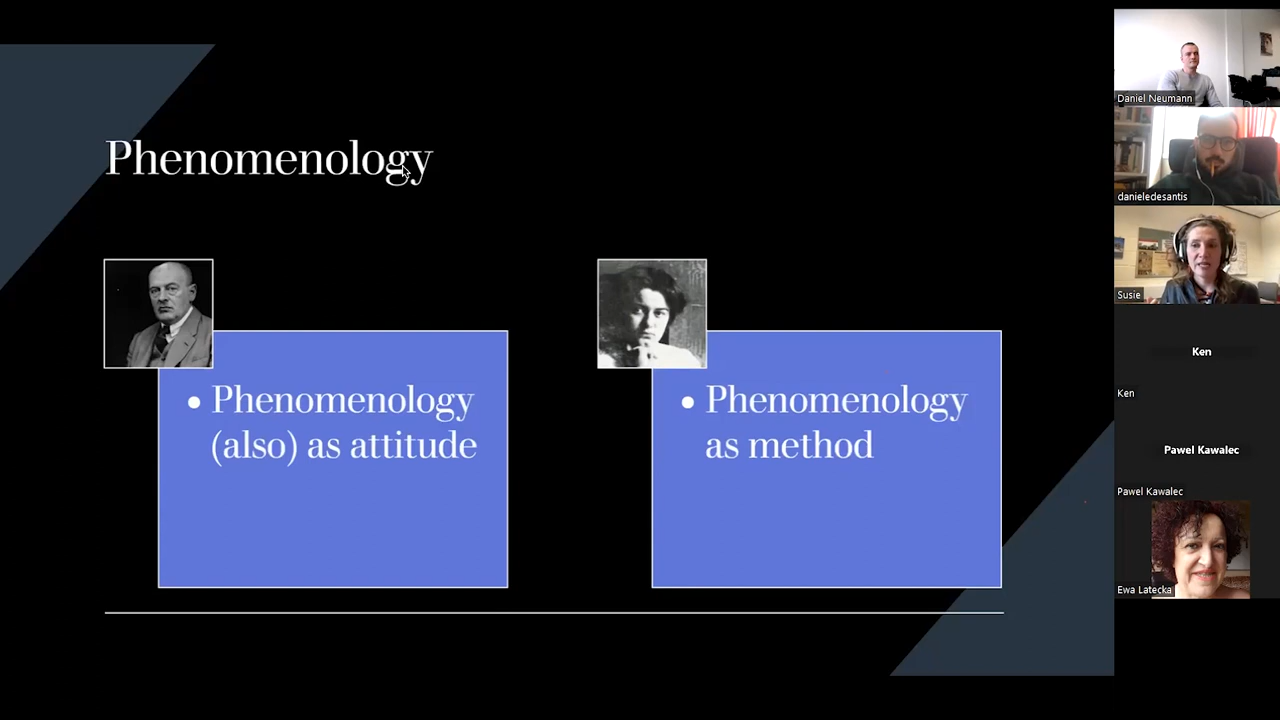 Phenomenology
• Phenomenology
(also) as attitude
• Phenomenology
as method
Daniel Neumann
danieledesantis
Susie
Ken
Ken
Pawel Kawalec
Pawel Kawalec
Ewa Latecka